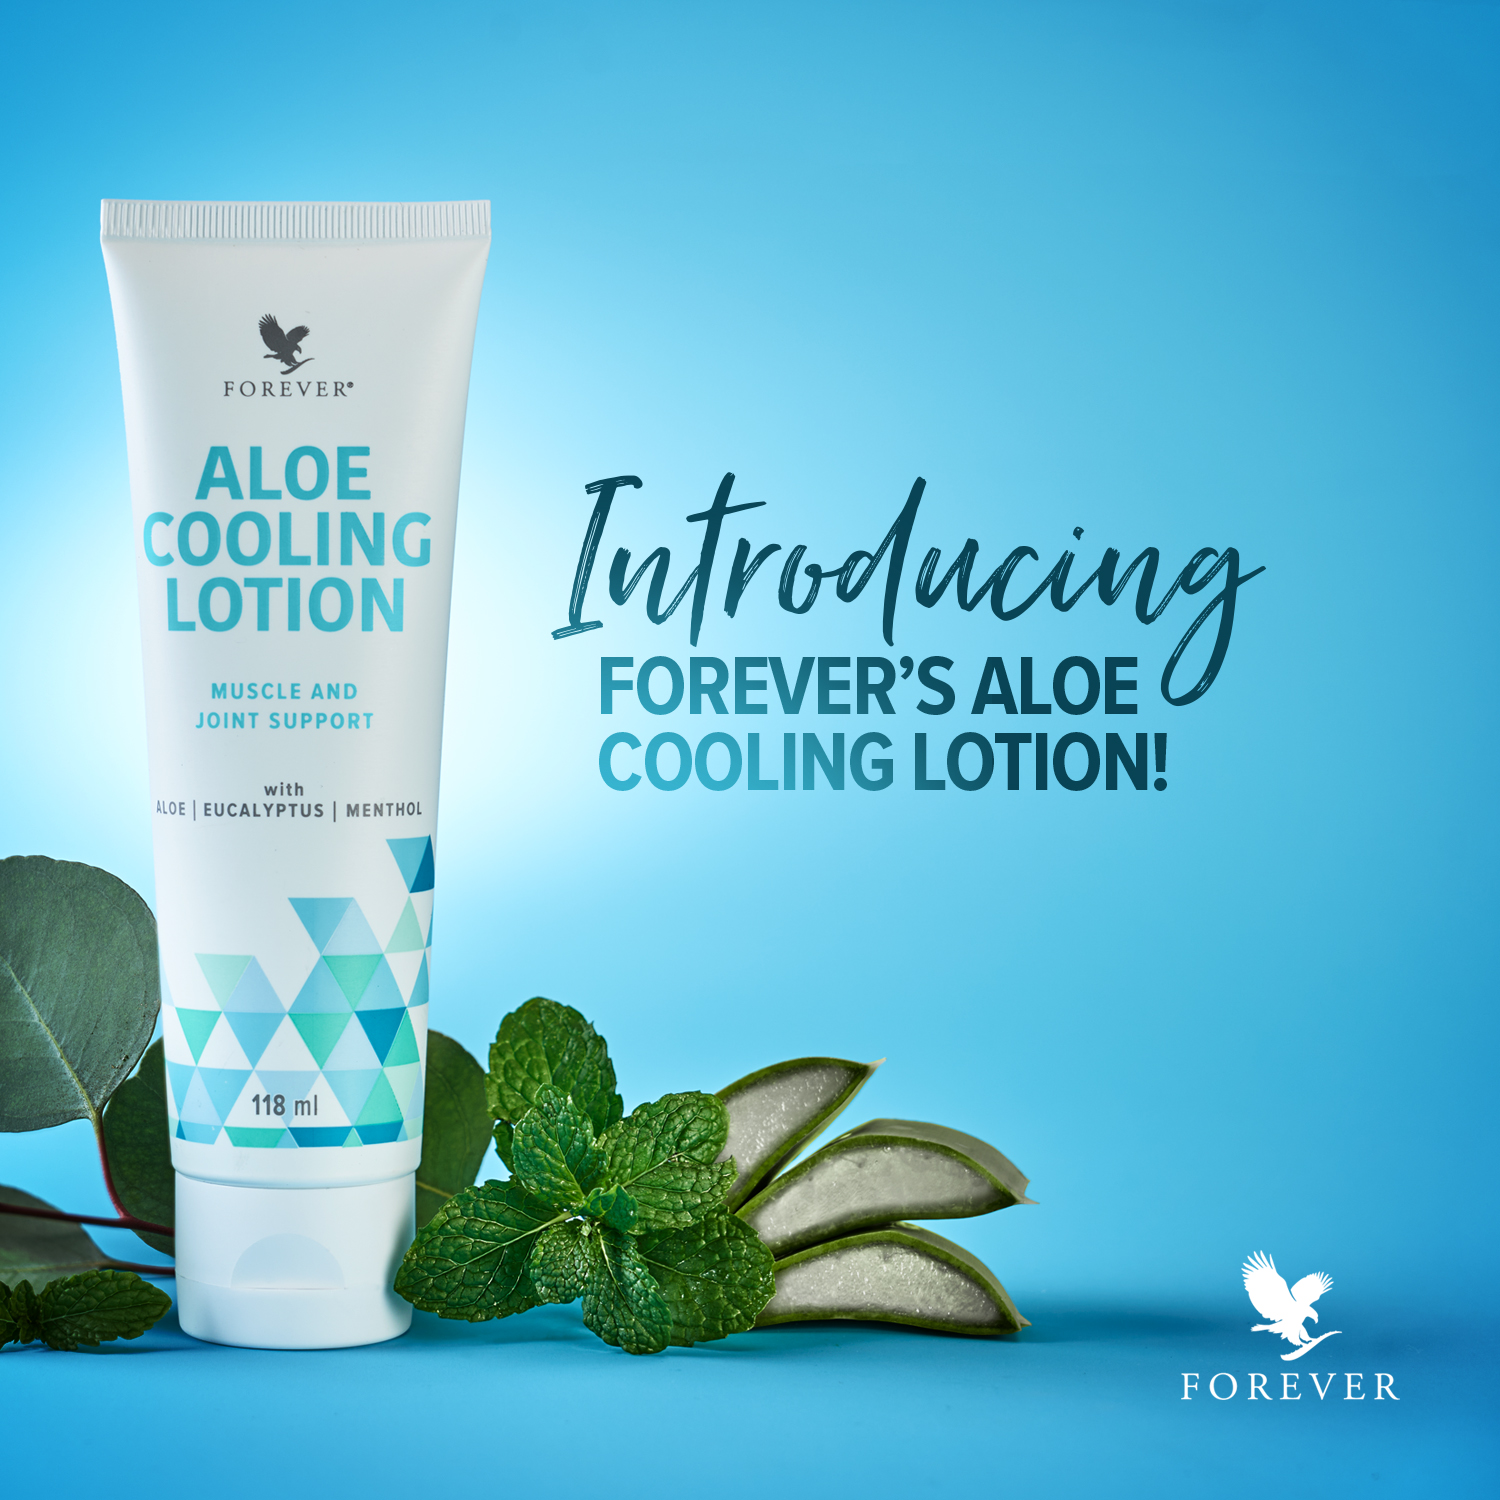 FOREVER®
ALOE
COOLING
LOTION
MUSCLE AND
JOINT SUPPORT
with
ALOE | EUCALYPTUS | MENTHOL
118 ml
Introducing
FOREVER'S ALOE
COOLING LOTION!
FOREVER